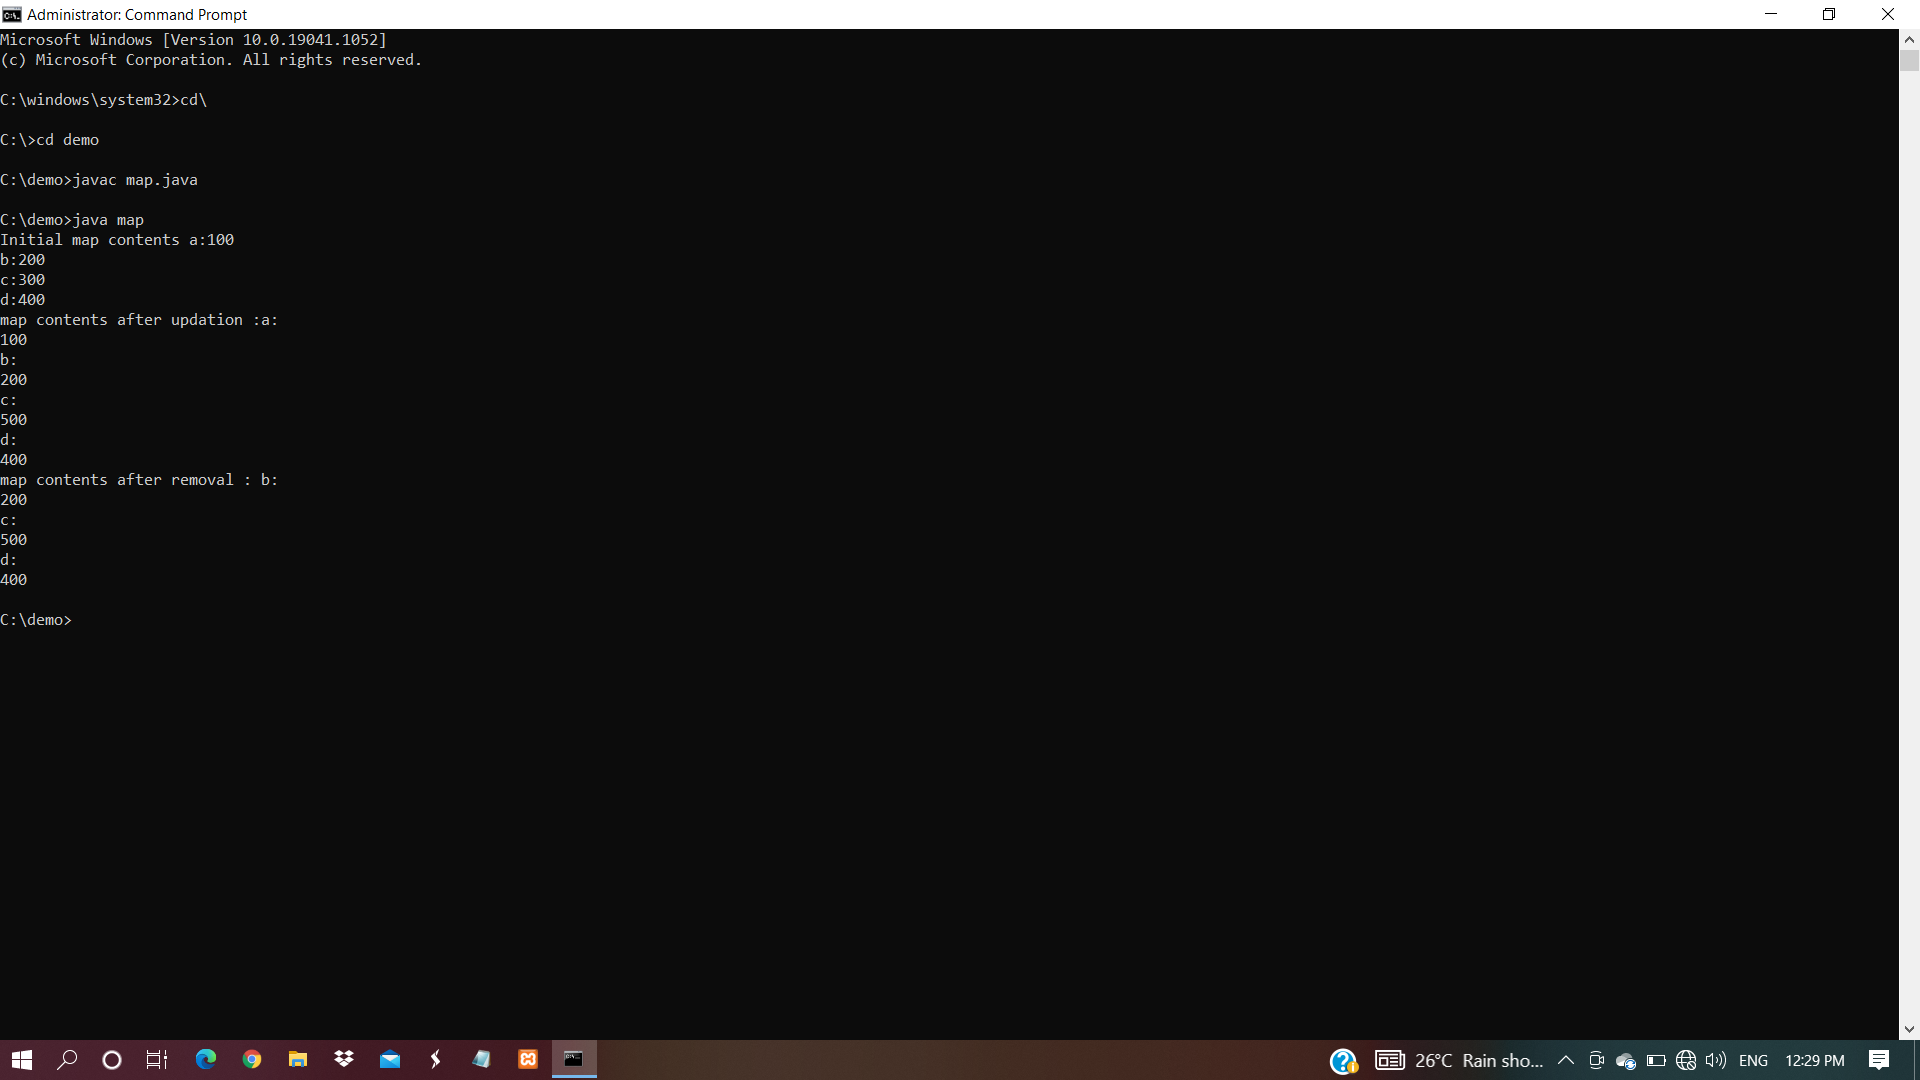 Administrator: Command Prompt
Microsoft Windows [Version 10.0.19041.1052]
(c) Microsoft Corporation. All rights reserved.
C:\windows\system32>cd\
C:\>cd demo
C:\demo>javac map.java
C:\demo>java map
Initial map contents a:100
b:200
c:300
d:400
map contents after updation :a:
100
b:
200
c:
500
d:
400
map contents after removal : b:
200
c:
500
d:
400
C:\demo>
26°C Rain sho... ENG 12:29 PM